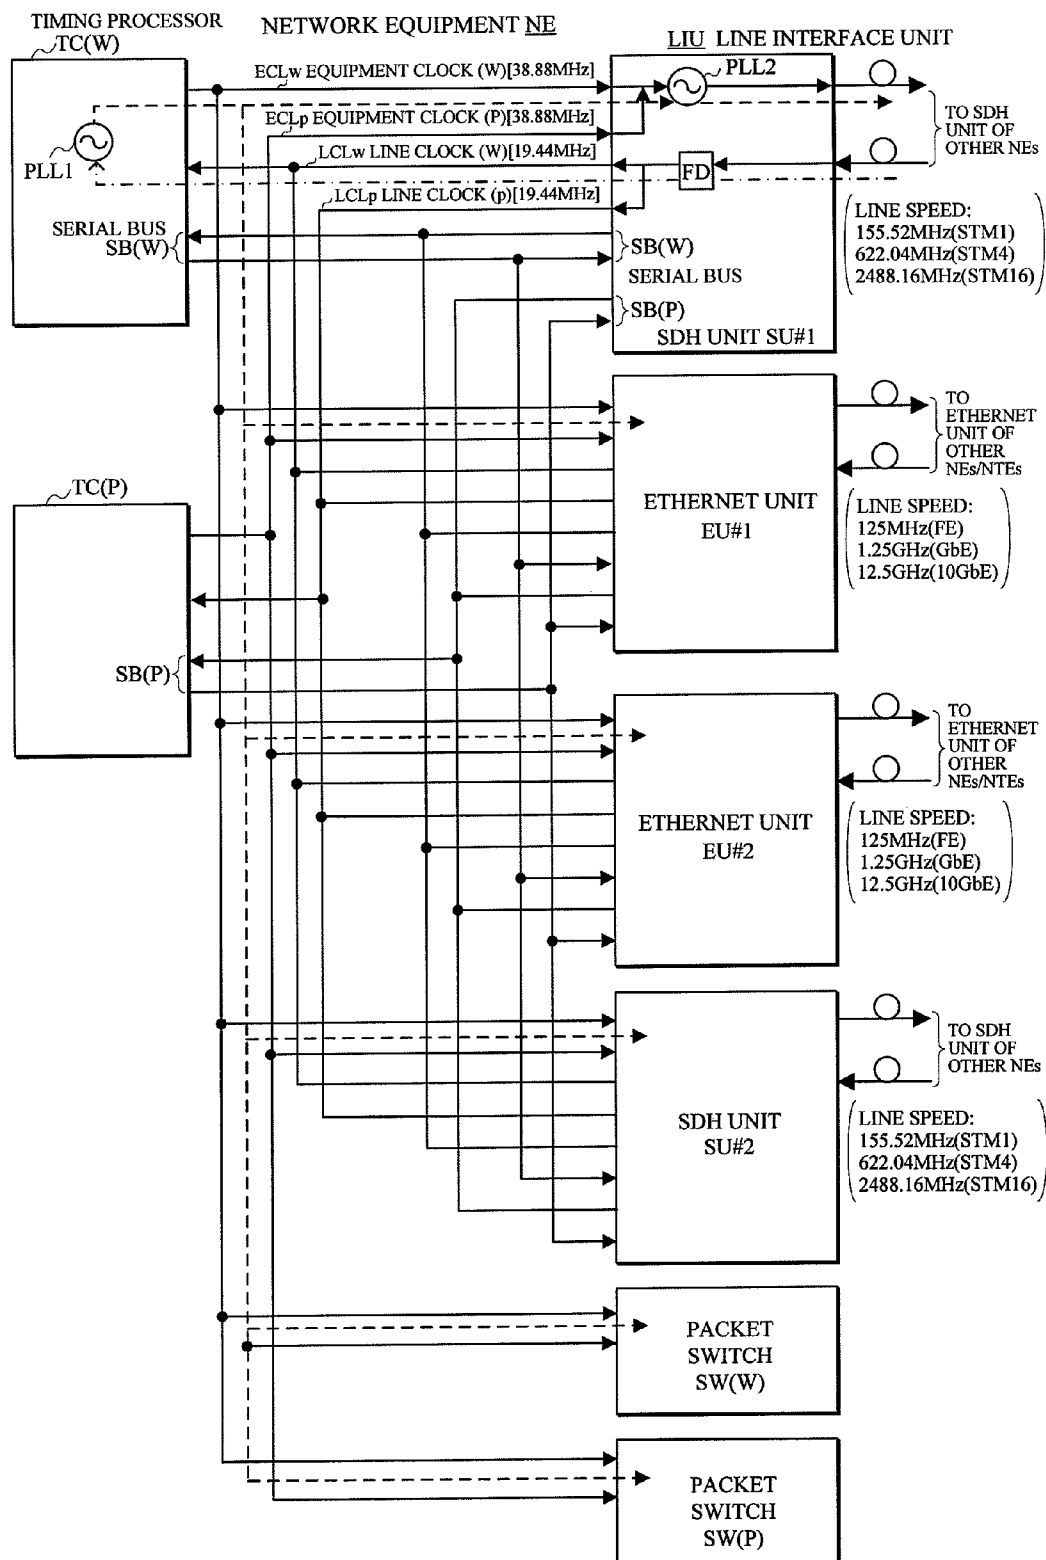 TIMING PROCESSOR
TC(W)
NETWORK EQUIPMENT NE
LIU LINE INTERFACE UNIT
ECLw EQUIPMENT CLOCK (W)[38.88MHz]
PLL2
ECLp EQUIPMENT CLOCK (P)[38.88MHz]
TO SDH
UNIT OF
OTHER NEs
PLL1
LCLw LINE CLOCK (W)[19.44MHz]
FD
LCLp LINE CLOCK (p)[19.44MHz]
LINE SPEED:
155.52MHz(STM1)
622.04MHz(STM4)
2488.16MHz(STM16)
SERIAL BUS
SB(W)
SB(W)
SERIAL BUS
SB(P)
SDH UNIT SU#1
TO
ETHERNET
UNIT OF
OTHER
NEs/NTEs
TC(P)
ETHERNET UNIT
EU#1
LINE SPEED:
125MHz(FE)
1.25GHz(GbE)
12.5GHz(10GbE)
SB(P)
TO
ETHERNET
UNIT OF
OTHER
NEs/NTEs
ETHERNET UNIT
EU#2
LINE SPEED:
125MHz(FE)
1.25GHz(GbE)
12.5GHz(10GbE)
TO SDH
UNIT OF
OTHER NEs
SDH UNIT
SU#2
LINE SPEED:
155.52MHz(STM1)
622.04MHz(STM4)
2488.16MHz(STM16)
PACKET
SWITCH
SW(W)
PACKET
SWITCH
SW(P)